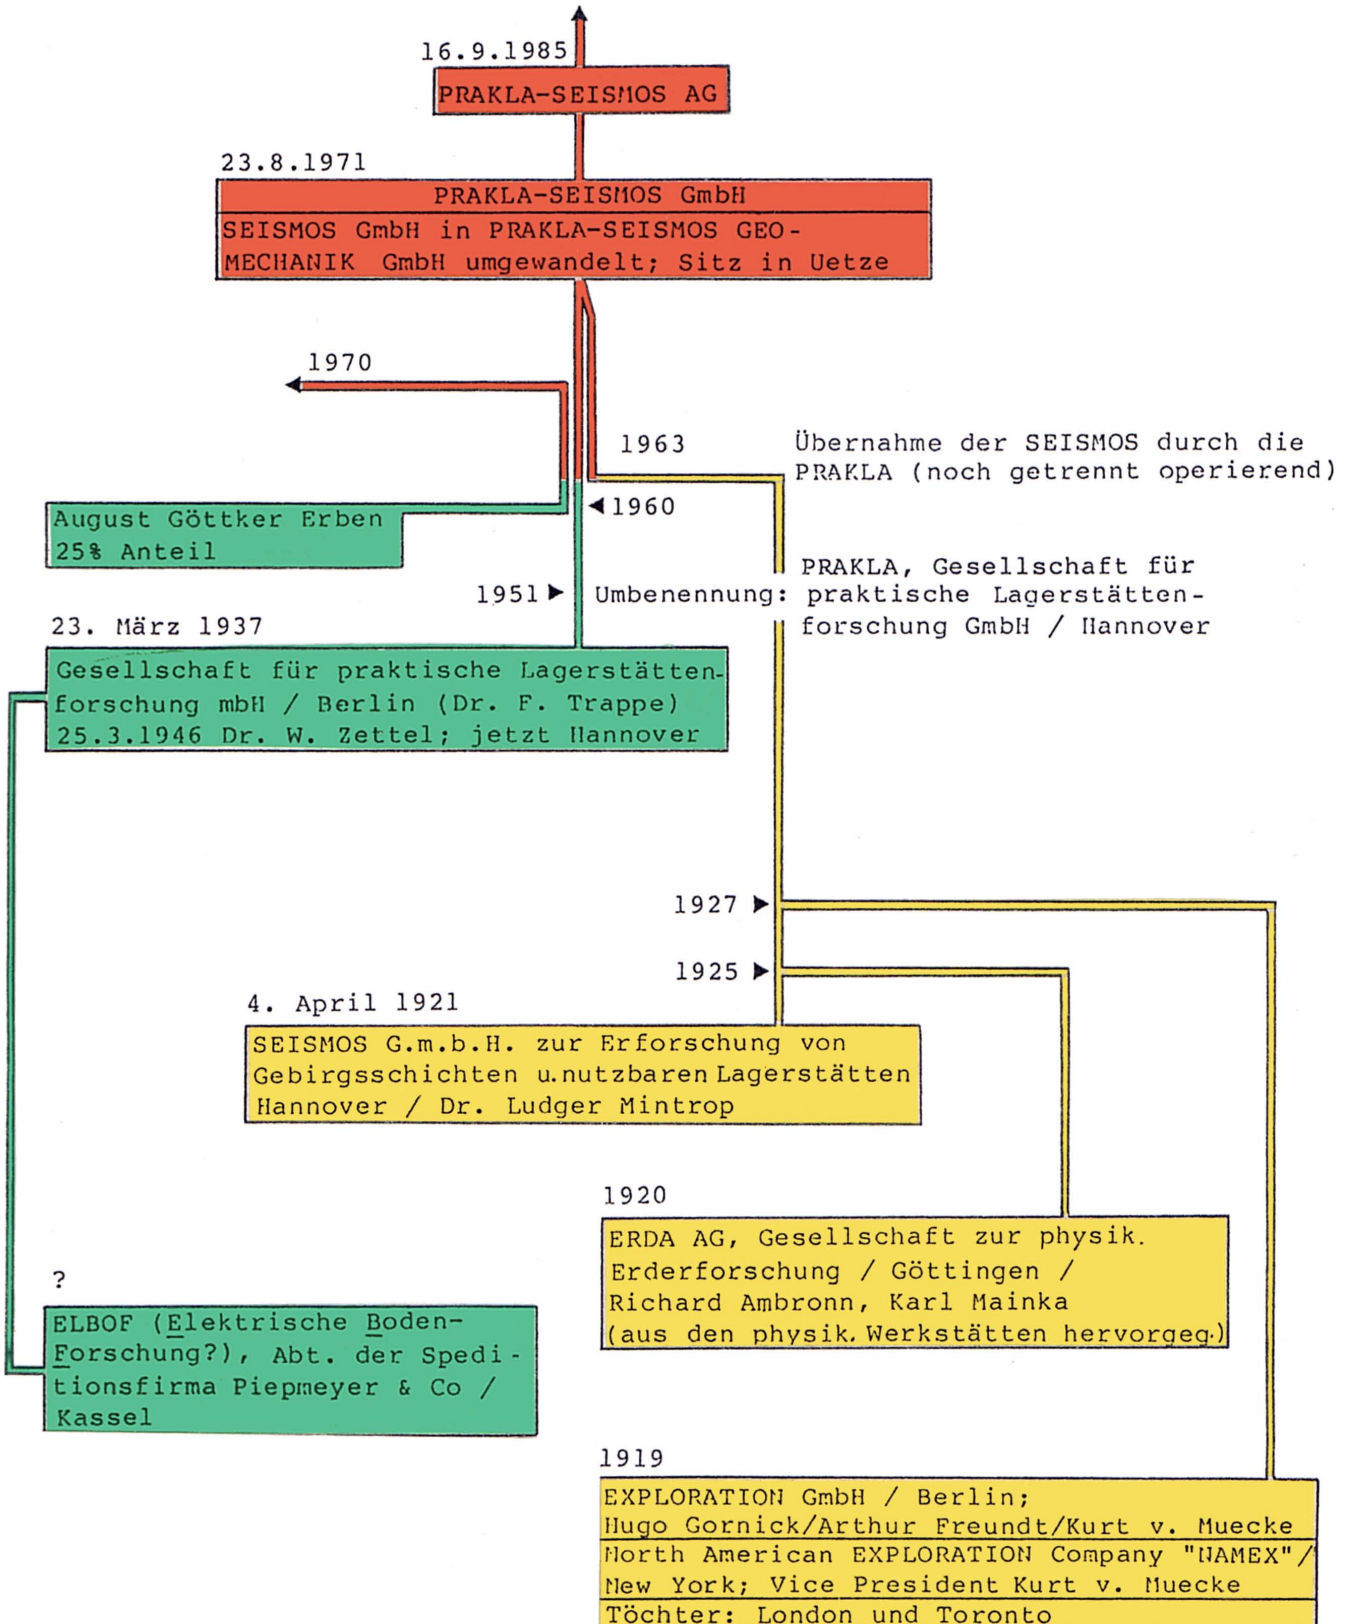 16.9.1985
PRAKLA-SEISMOS AG
23.8.1971
PRAKLA-SEISMOS GmbH
SEISMOS GmbH in PRAKLA-SEISMOS GEO-
MECHANIK GmbH umgewandelt; Sitz in Uetze
1970
1963
Übernahme der SEISMOS durch die
PRAKLA (noch getrennt operierend)
1960
August Göttker Erben
25% Anteil
PRAKLA, Gesellschaft für
1951 Umbenennung: praktische Lagerstätten-
forschung GmbH / Hannover
23. März 1937
Gesellschaft für praktische Lagerstätten-
forschung mbH / Berlin (Dr. F. Trappe)
25.3.1946 Dr. W. Zettel; jetzt Hannover
1927
1925
4. April 1921
SEISMOS G.m.b.H. zur Erforschung von
Gebirgsschichten u.nutzbaren Lagerstätten
Hannover / Dr. Ludger Mintrop
1920
ERDA AG, Gesellschaft zur physik.
Erderforschung / Göttingen /
Richard Ambronn, Karl Mainka
(aus den physik. Werkstätten hervorgeg.)
?
ELBOF (Elektrische Boden-
Forschung?), Abt. der Spedi-
tionsfirma Piepmeyer & Co /
Kassel
1919
EXPLORATION GmbH / Berlin;
Hugo Gornick/Arthur Freundt/Kurt v. Muecke
North American EXPLORATION Company "NAMEX"/
New York; Vice President Kurt v. Muecke
Töchter: London und Toronto